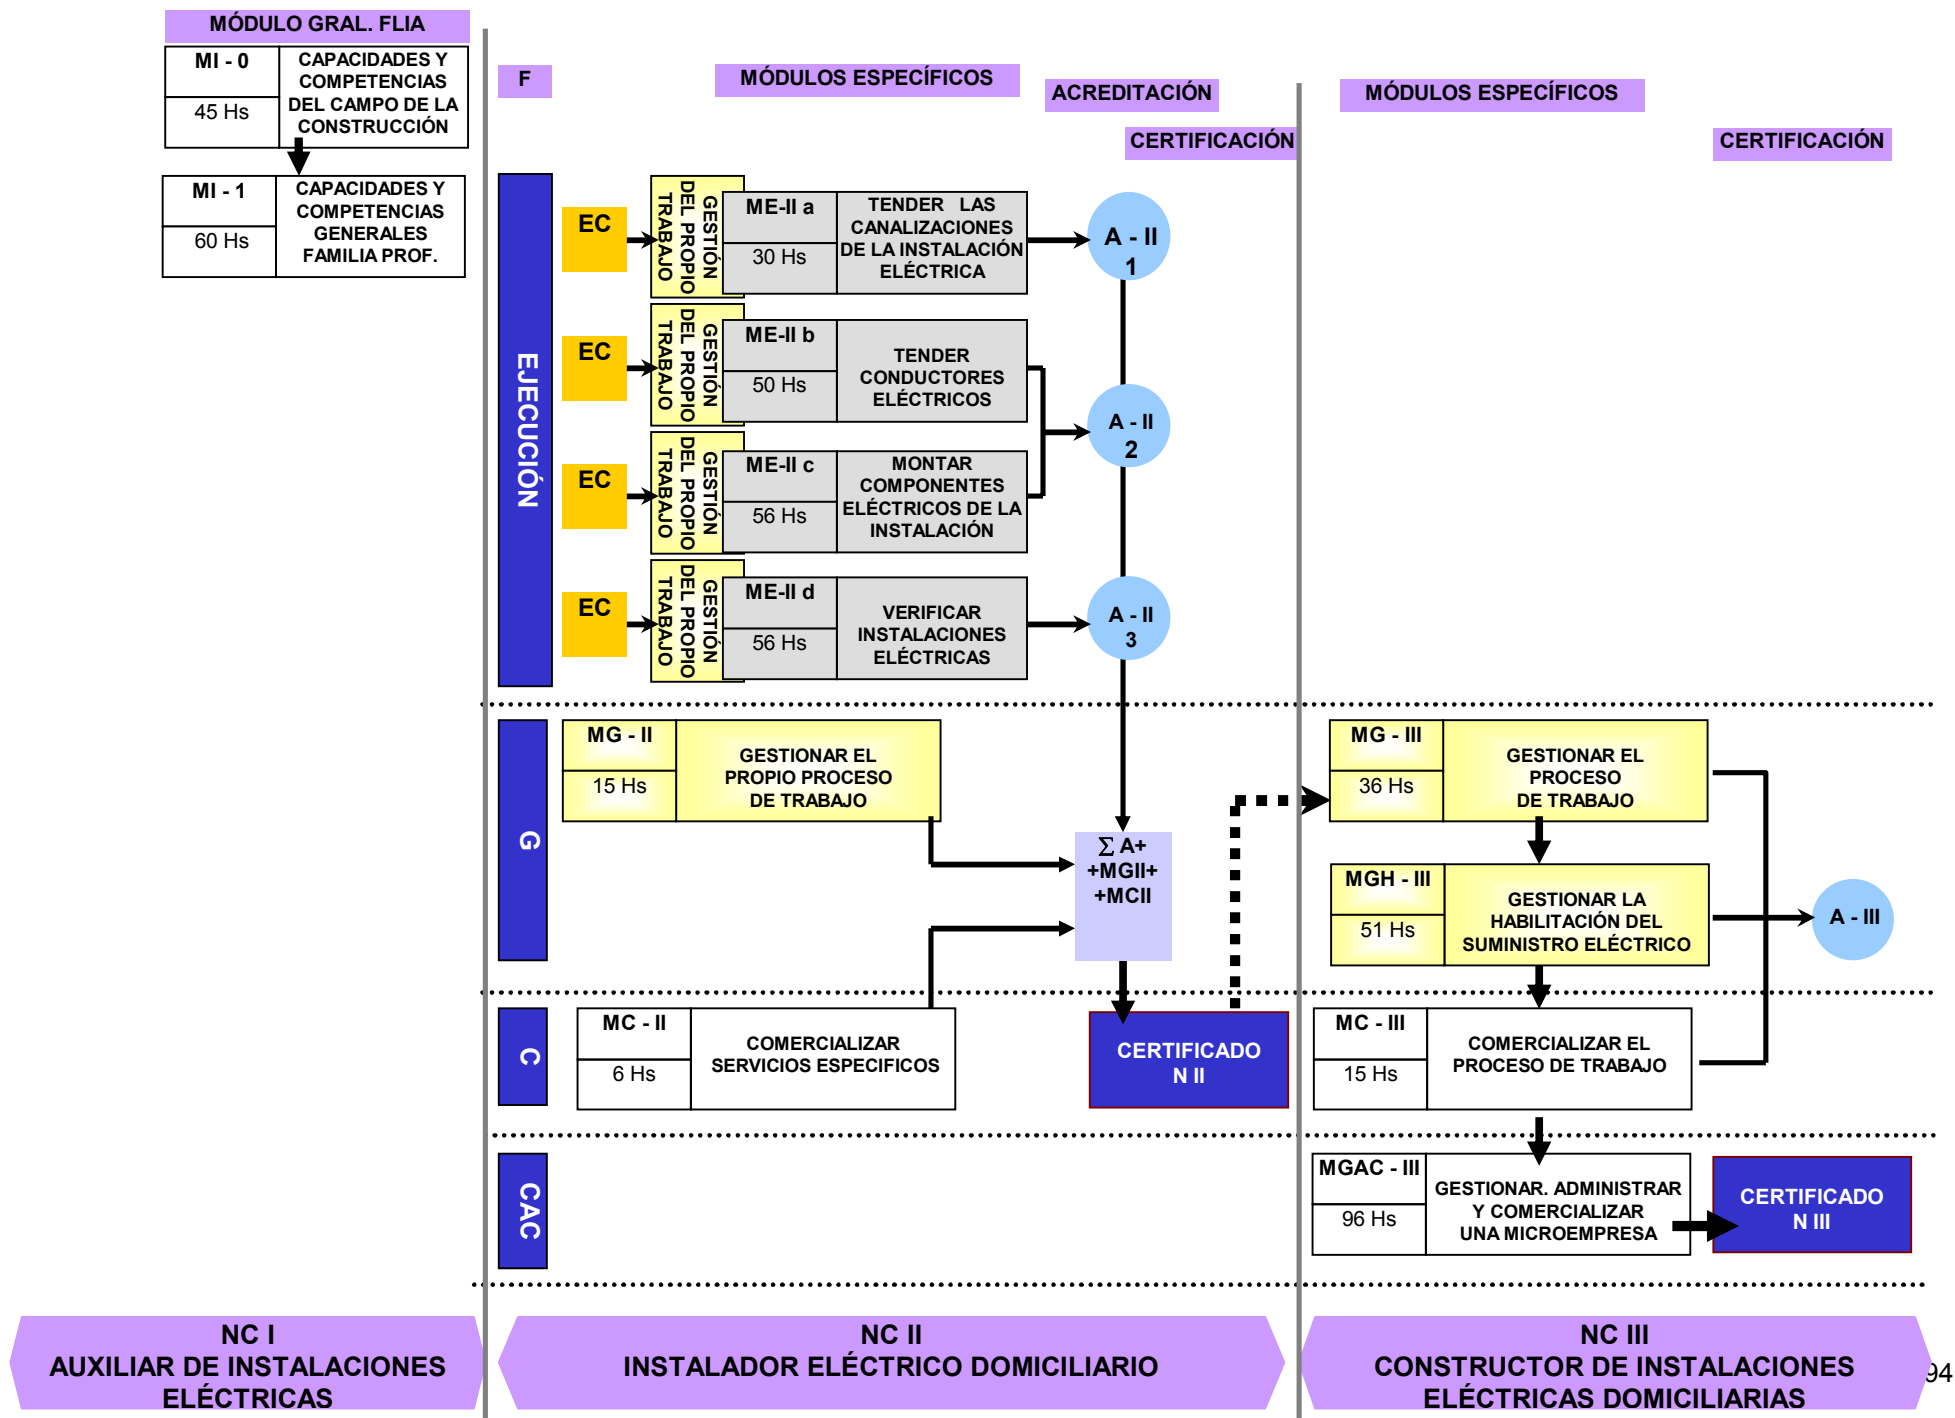 MÓDULO GRAL. FLIA
MI - 0
45 Hs
CAPACIDADES Y
COMPETENCIAS
DEL CAMPO DE LA
CONSTRUCCIÓN
MI - 1
60 Hs
CAPACIDADES Y
COMPETENCIAS
GENERALES
FAMILIA PROF.
F
MÓDULOS ESPECÍFICOS
ACREDITACIÓN
CERTIFICACIÓN
MÓDULOS ESPECÍFICOS
CERTIFICACIÓN
EJECUCIÓN
EC
GESTIÓN
DEL PROPIO
TRABAJO
ME-II a
30 Hs
TENDER LAS
CANALIZACIONES
DE LA INSTALACIÓN
ELÉCTRICA
A - II
1
EC
GESTIÓN
DEL PROPIO
TRABAJO
ME-II b
50 Hs
TENDER
CONDUCTORES
ELÉCTRICOS
A - II
2
EC
GESTIÓN
DEL PROPIO
TRABAJO
ME-II c
56 Hs
MONTAR
COMPONENTES
ELÉCTRICOS DE LA
INSTALACIÓN
EC
GESTIÓN
DEL PROPIO
TRABAJO
ME-II d
56 Hs
VERIFICAR
INSTALACIONES
ELÉCTRICAS
A - II
3
G
MG - II
15 Hs
GESTIONAR EL
PROPIO PROCESO
DE TRABAJO
Σ A+
+MGII+
+MCII
MG - III
36 Hs
GESTIONAR EL
PROCESO
DE TRABAJO
MGH - III
51 Hs
GESTIONAR LA
HABILITACIÓN DEL
SUMINISTRO ELÉCTRICO
A - III
C
MC - II
6 Hs
COMERCIALIZAR
SERVICIOS ESPECIFICOS
CERTIFICADO
N II
MC - III
15 Hs
COMERCIALIZAR EL
PROCESO DE TRABAJO
CAC
MGAC - III
96 Hs
GESTIONAR. ADMINISTRAR
Y COMERCIALIZAR
UNA MICROEMPRESA
CERTIFICADO
N III
NC I
AUXILIAR DE INSTALACIONES
ELÉCTRICAS
NC II
INSTALADOR ELÉCTRICO DOMICILIARIO
NC III
CONSTRUCTOR DE INSTALACIONES
ELÉCTRICAS DOMICILIARIAS
94